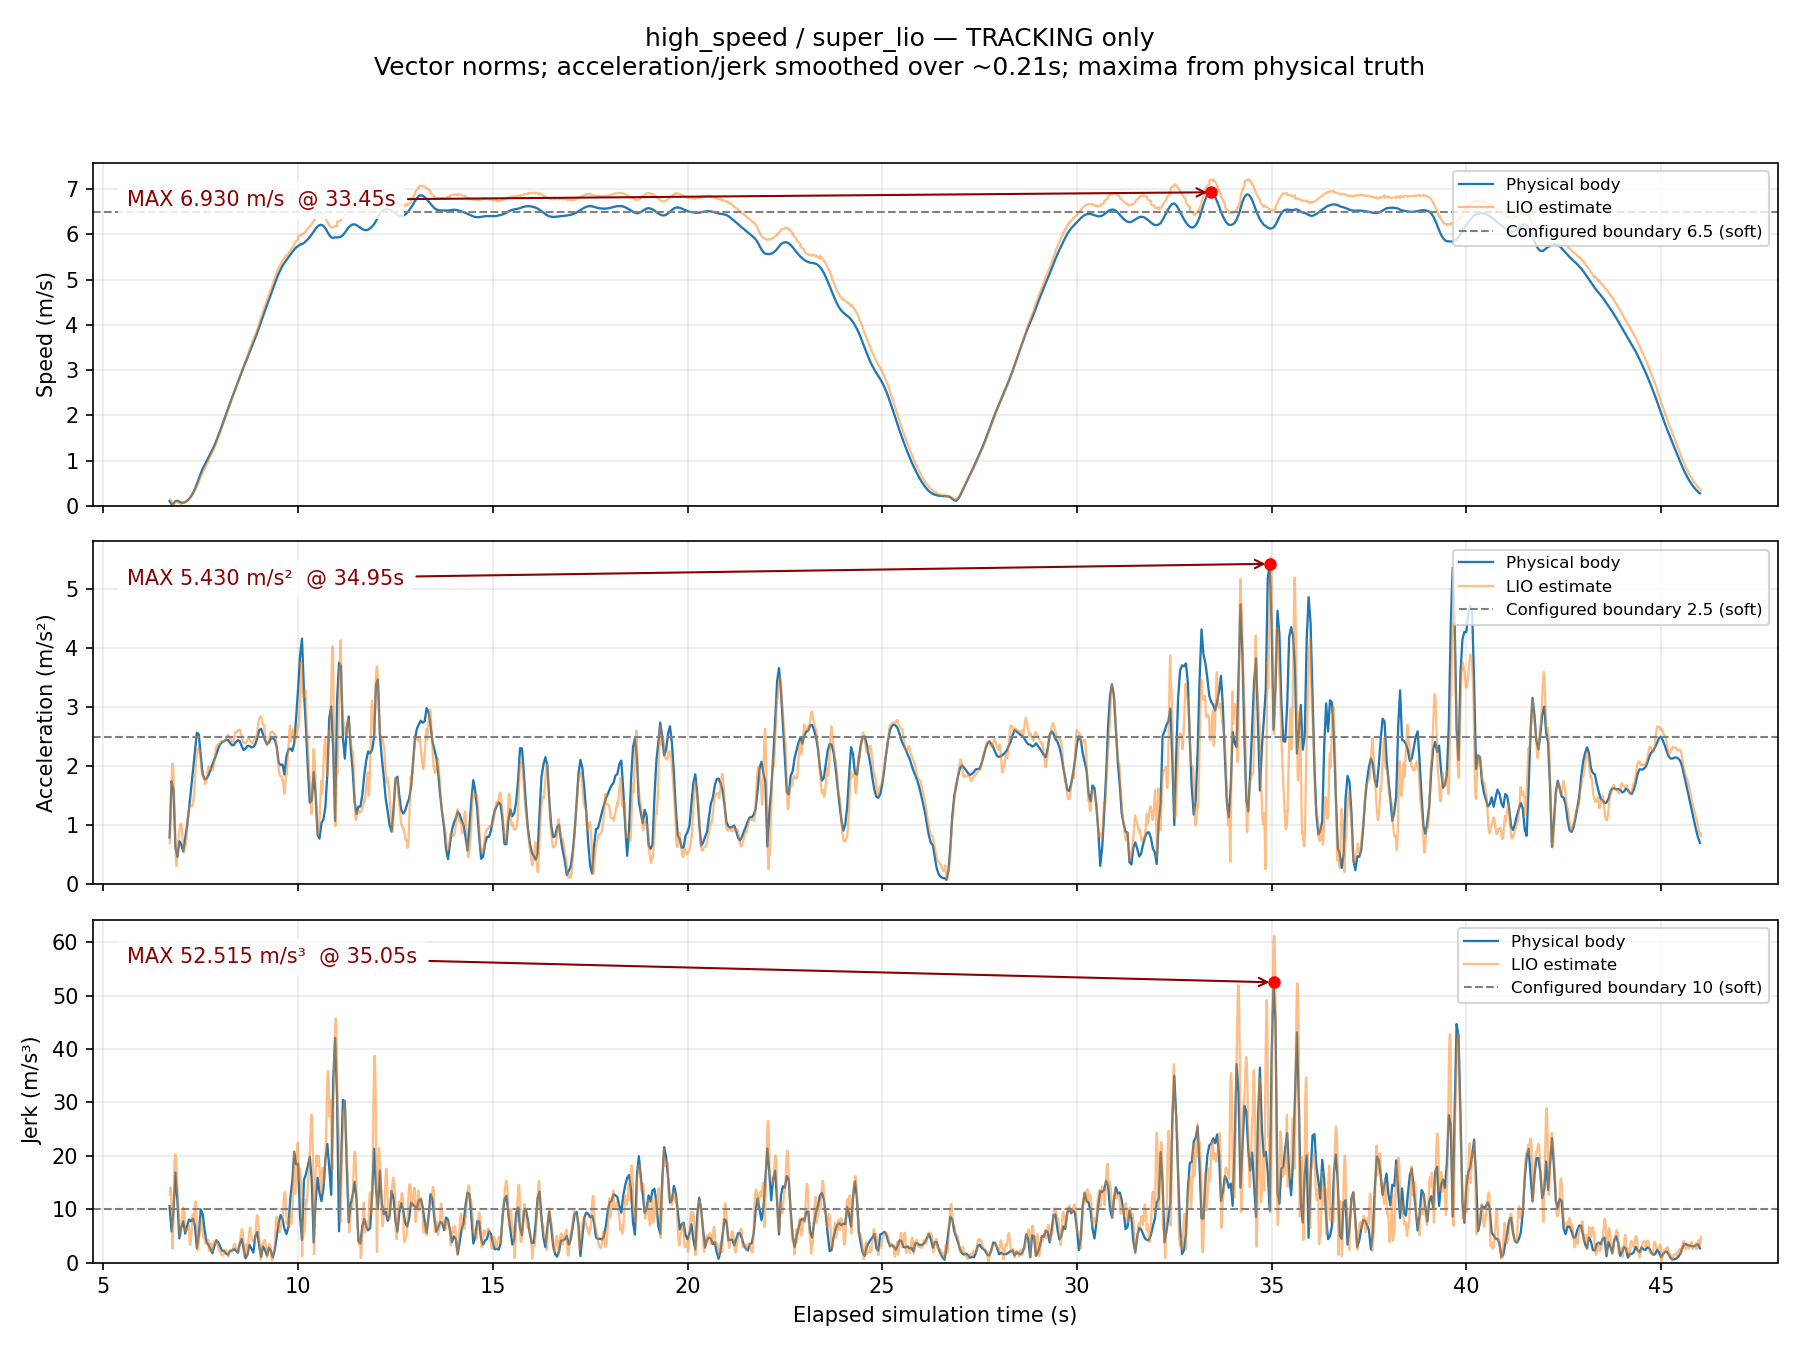 high_speed / super_lio — TRACKING only
Vector norms; acceleration/jerk smoothed over ~0.21s; maxima from physical truth
Speed (m/s)
7
6
5
4
3
2
1
0
MAX 6.930 m/s @ 33.45s
Physical body
LIO estimate
Configured boundary 6.5 (soft)
Acceleration (m/s²)
5
4
3
2
1
0
MAX 5.430 m/s² @ 34.95s
Physical body
LIO estimate
Configured boundary 2.5 (soft)
Jerk (m/s³)
60
50
40
30
20
10
0
MAX 52.515 m/s³ @ 35.05s
Physical body
LIO estimate
Configured boundary 10 (soft)
5 10 15 20 25 30 35 40 45
Elapsed simulation time (s)